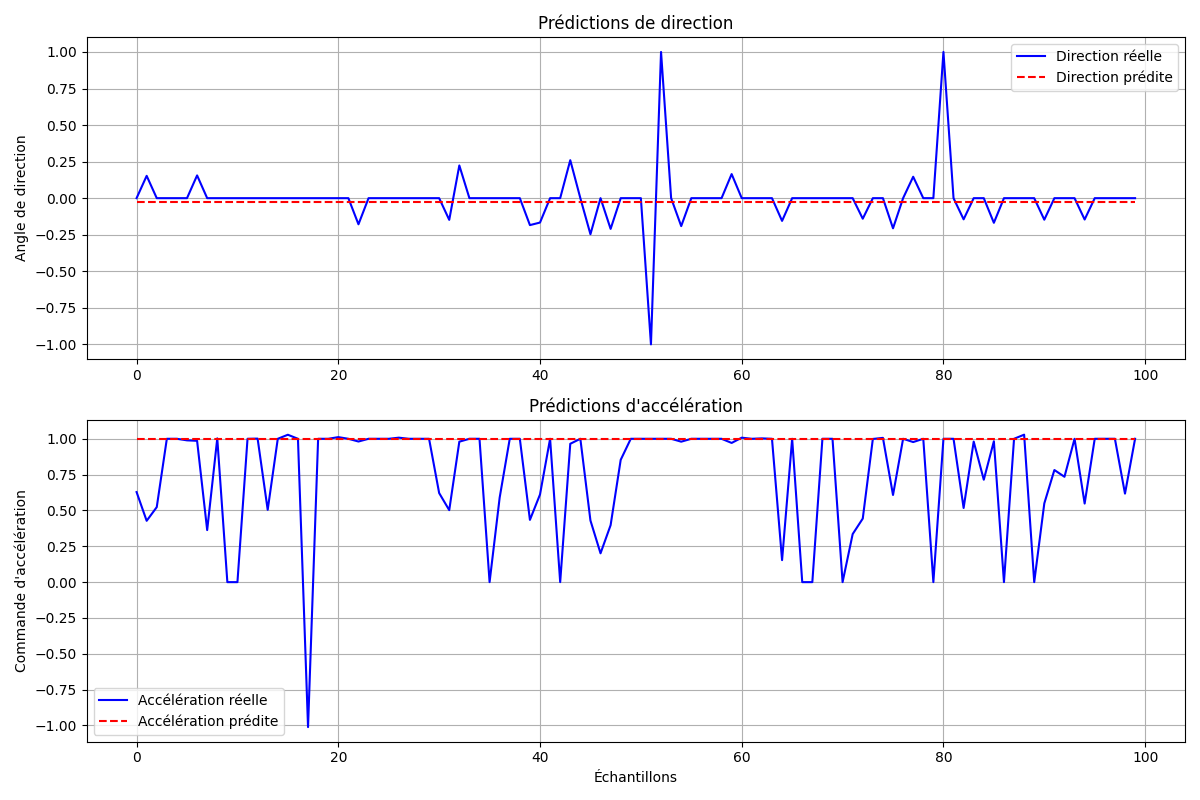 Prédictions de direction
1.00
0.75
0.50
0.25
0.00
−0.25
−0.50
−0.75
−1.00
Angle de direction
Direction réelle
Direction prédite
0 20 40 60 80 100
Prédictions d'accélération
1.00
0.75
0.50
0.25
0.00
−0.25
−0.50
−0.75
−1.00
Commande d'accélération
Accélération réelle
Accélération prédite
0 20 40 60 80 100
Échantillons